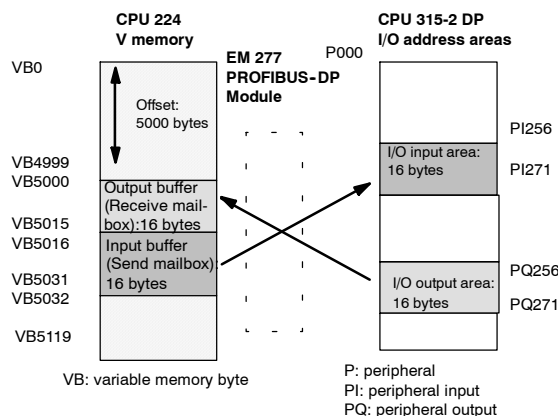 CPU 224
V memory
CPU 315-2 DP
I/O address areas
EM 277
PROFIBUS-DP
Module
P000
VB0
Offset:
5000 bytes
VB4999
VB5000
Output buffer
(Receive mail-
box):16 bytes
VB5015
VB5016
Input buffer
(Send mailbox):
16 bytes
VB5031
VB5032
VB5119
PI256
I/O input area:
16 bytes
PI271
PQ256
I/O output area:
16 bytes
PQ271
VB: variable memory byte
P: peripheral
PI: peripheral input
PQ: peripheral output